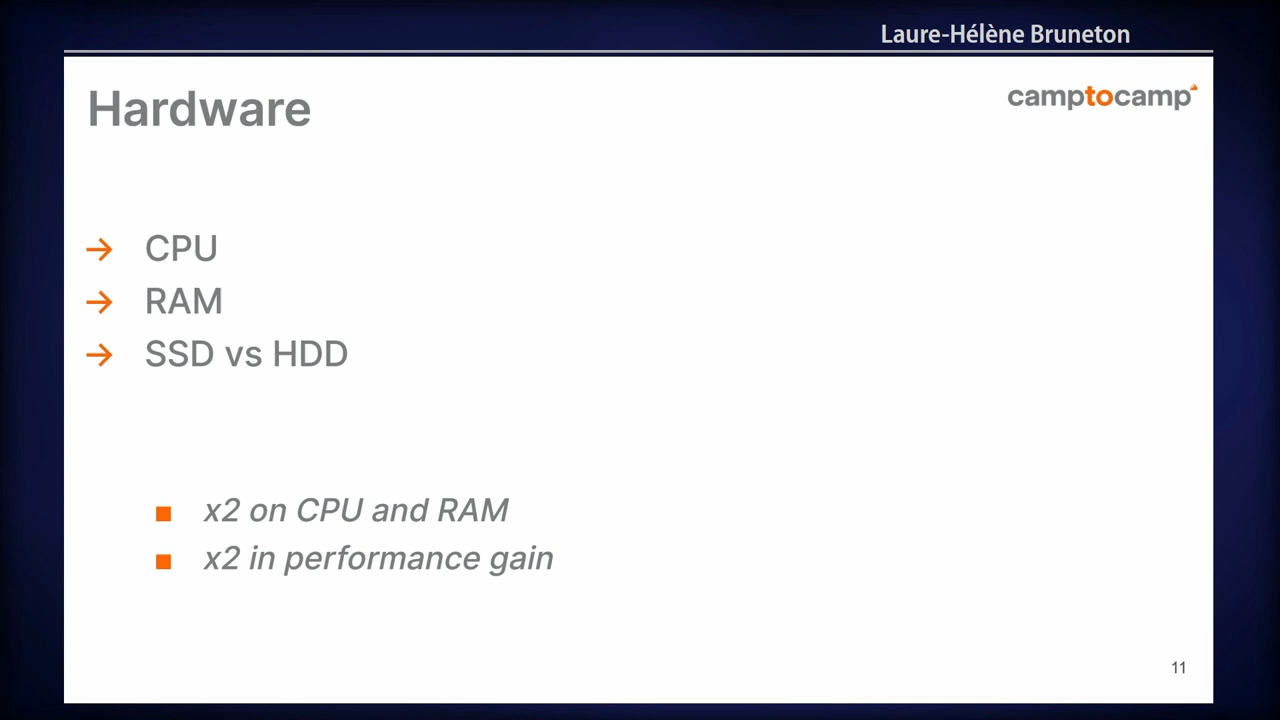 Laure-Hélène Bruneton
Hardware
camptocamp
→ CPU
→ RAM
→ SSD vs HDD
■ x2 on CPU and RAM
■ x2 in performance gain
11